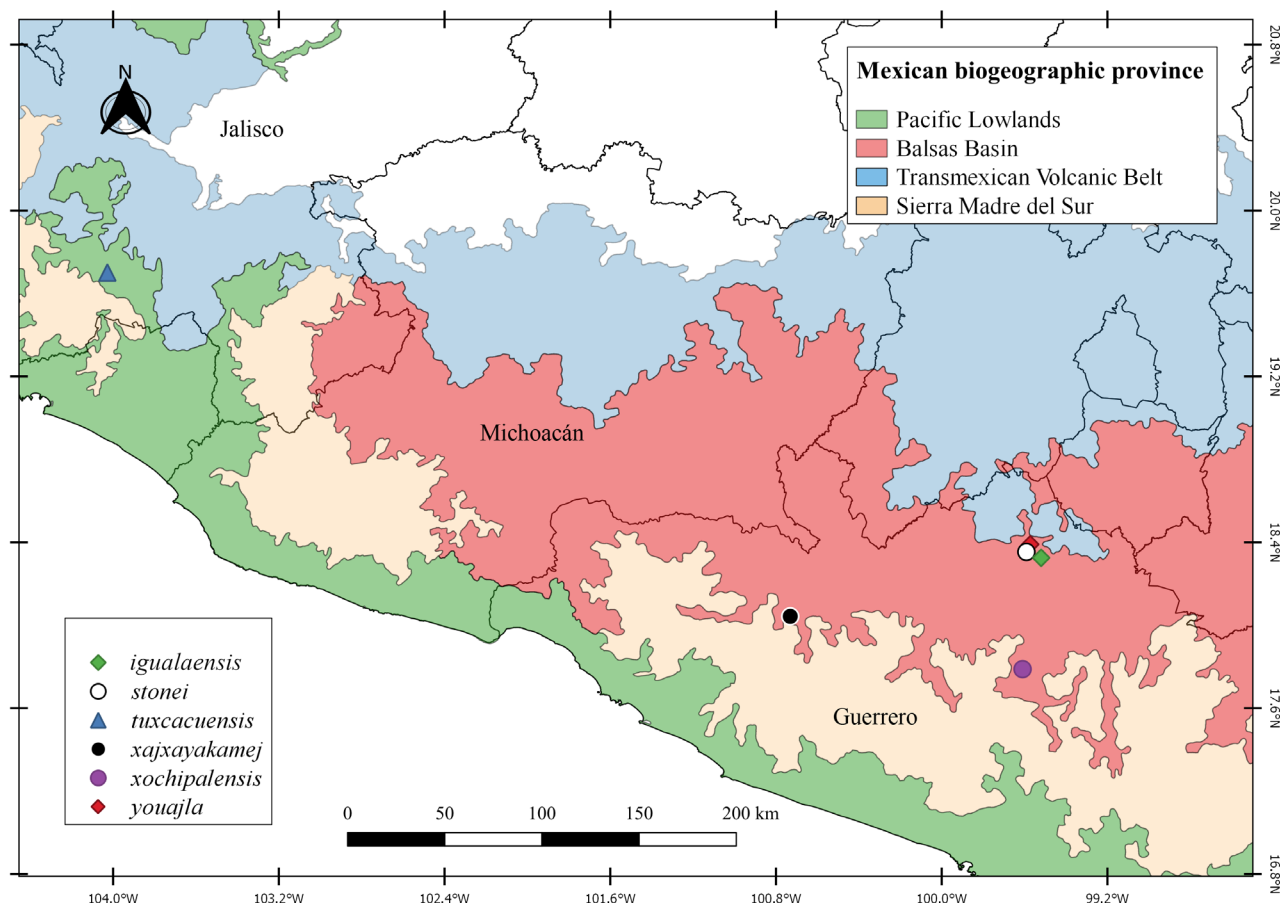 N
Jalisco
Mexican biogeographic province
Pacific Lowlands
Balsas Basin
Transmexican Volcanic Belt
Sierra Madre del Sur
Michoacán
Guerrero
igualaensis
stonei
tuxcacuensis
xajxayakamej
xochipalensis
youajla
0 50 100 150 200 km
20.8°N
20.0°N
19.2°N
18.4°N
17.6°N
16.8°N
104.0°W 103.2°W 102.4°W 101.6°W 100.8°W 100.0°W 99.2°W